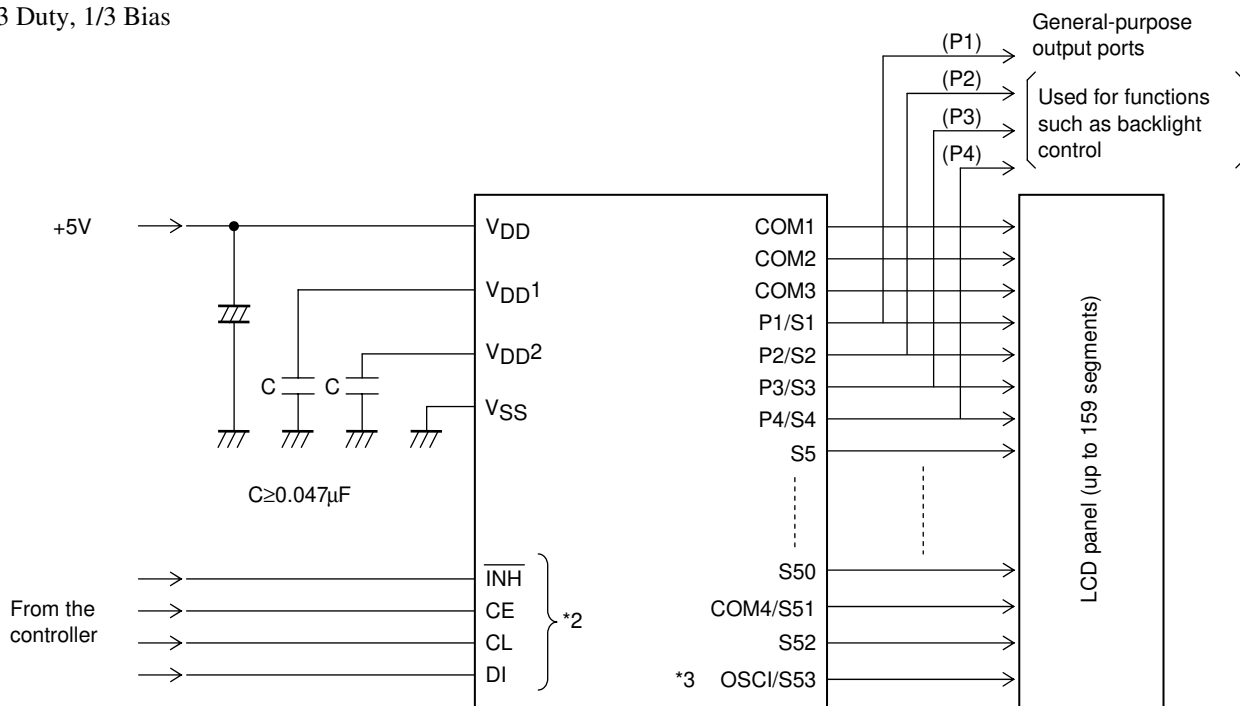 3 Duty, 1/3 Bias
General-purpose
output ports
(P1)
(P2)
(P3)
(P4)
Used for functions
such as backlight
control
+5V
VDD
VDD1
VDD2
VSS
C
C
C≥0.047μF
COM1
COM2
COM3
P1/S1
P2/S2
P3/S3
P4/S4
S5
S50
COM4/S51
S52
*3 OSCI/S53
LCD panel (up to 159 segments)
From the
controller
INH
CE
CL
DI
*2